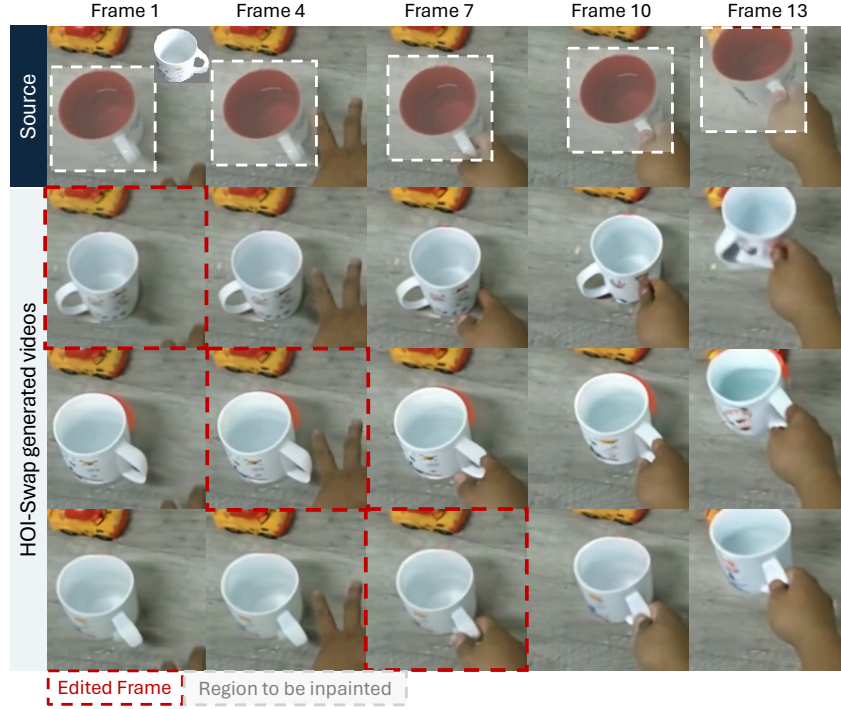 Frame 1 Frame 4 Frame 7 Frame 10 Frame 13
Source
HOI-Swap generated videos
Edited Frame Region to be inpainted